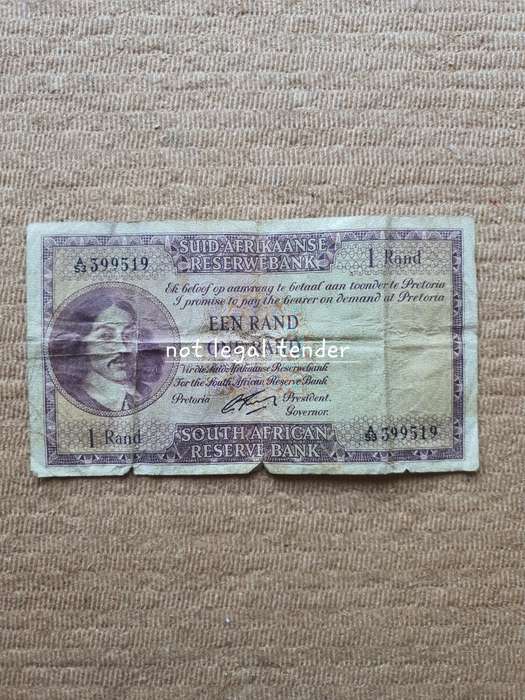 SUID-AFRIKAANSE
RESERWEBANK
A/53 399519
1 Rand
Ek beloof op aanvraag te betaal aan toonder te Pretoria
I promise to pay the bearer on demand at Pretoria
EEN RAND
not legal tender
Vir die Suid-Afrikaanse Reserwebank
For the South African Reserve Bank
Pretoria
President.
Governor.
1 Rand
A/53 399519
SOUTH AFRICAN
RESERVE BANK